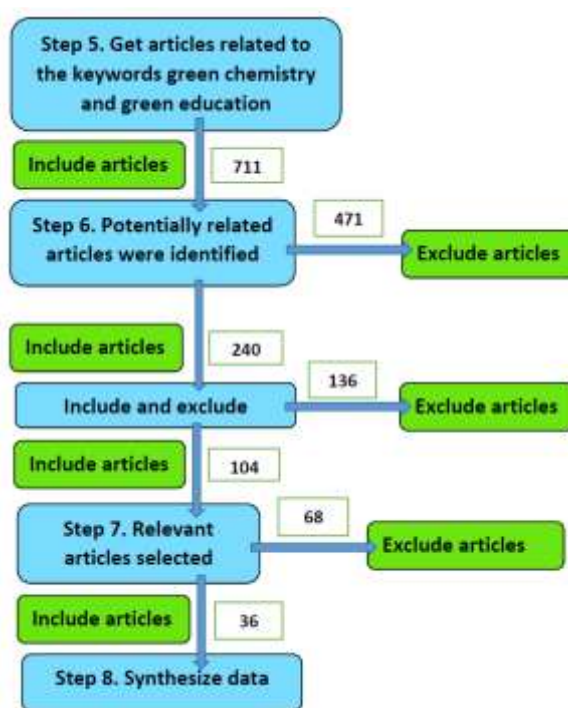 Step 5. Get articles related to
the keywords green chemistry
and green education
Include articles
711
Step 6. Potentially related
articles were identified
471
Exclude articles
Include articles
240
Include and exclude
136
Exclude articles
Include articles
104
Step 7. Relevant
articles selected
68
Exclude articles
Include articles
36
Step 8. Synthesize data